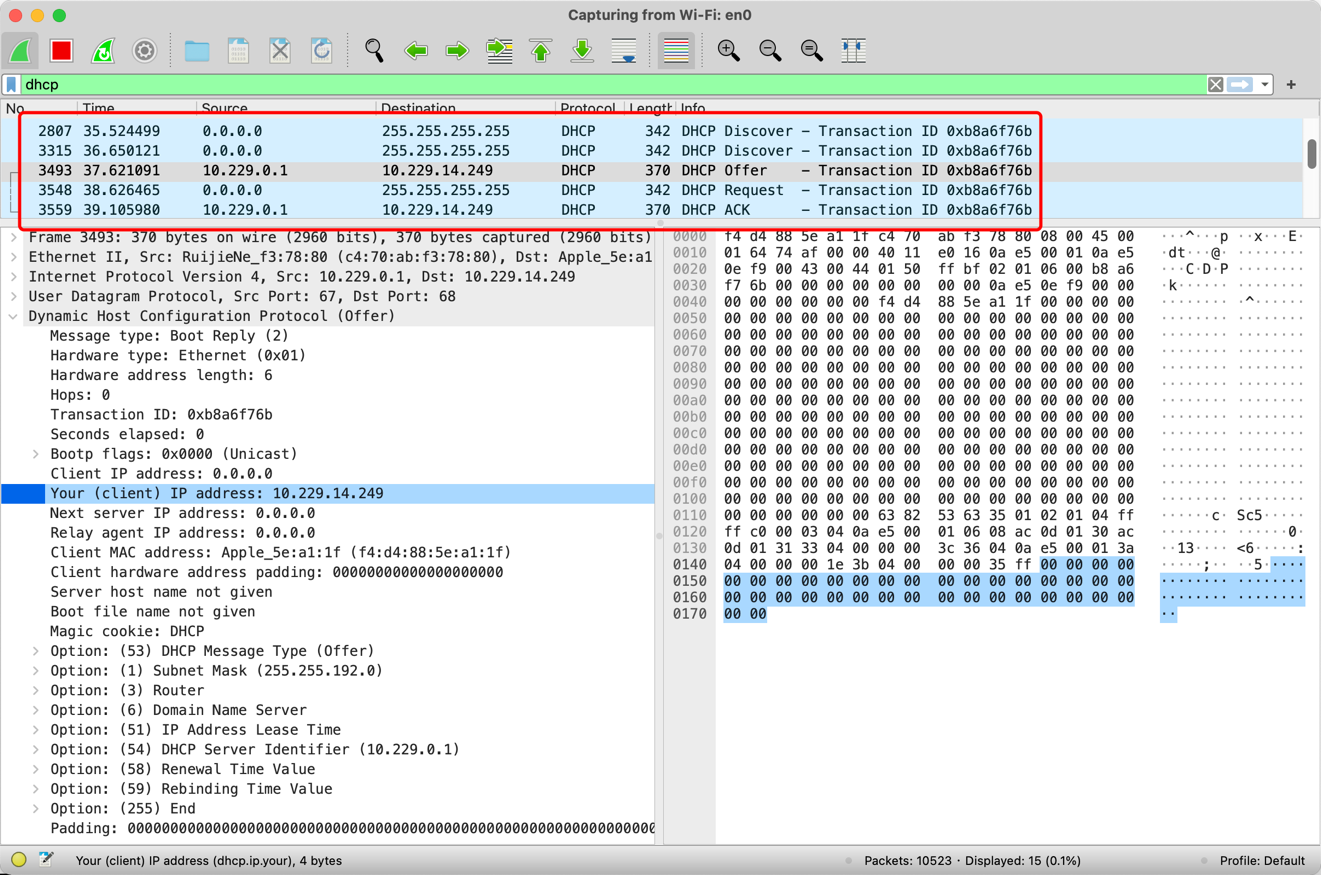 Capturing from Wi-Fi: en0
dhcp
No. Time Source Destination Protocol Length Info
2807 35.524499 0.0.0.0 255.255.255.255 DHCP 342 DHCP Discover – Transaction ID 0xb8a6f76b
3315 36.650121 0.0.0.0 255.255.255.255 DHCP 342 DHCP Discover – Transaction ID 0xb8a6f76b
3493 37.621091 10.229.0.1 10.229.14.249 DHCP 370 DHCP Offer – Transaction ID 0xb8a6f76b
3548 38.626465 0.0.0.0 255.255.255.255 DHCP 342 DHCP Request – Transaction ID 0xb8a6f76b
3559 39.105980 10.229.0.1 10.229.14.249 DHCP 370 DHCP ACK – Transaction ID 0xb8a6f76b
Frame 3493: 370 bytes on wire (2960 bits), 370 bytes captured (2960 bits)
Ethernet II, Src: RuijieNe_f3:78:80 (c4:70:ab:f3:78:80), Dst: Apple_5e:a1
Internet Protocol Version 4, Src: 10.229.0.1, Dst: 10.229.14.249
User Datagram Protocol, Src Port: 67, Dst Port: 68
Dynamic Host Configuration Protocol (Offer)
Message type: Boot Reply (2)
Hardware type: Ethernet (0x01)
Hardware address length: 6
Hops: 0
Transaction ID: 0xb8a6f76b
Seconds elapsed: 0
Bootp flags: 0x0000 (Unicast)
Client IP address: 0.0.0.0
Your (client) IP address: 10.229.14.249
Next server IP address: 0.0.0.0
Relay agent IP address: 0.0.0.0
Client MAC address: Apple_5e:a1:1f (f4:d4:88:5e:a1:1f)
Client hardware address padding: 00000000000000000000
Server host name not given
Boot file name not given
Magic cookie: DHCP
Option: (53) DHCP Message Type (Offer)
Option: (1) Subnet Mask (255.255.192.0)
Option: (3) Router
Option: (6) Domain Name Server
Option: (51) IP Address Lease Time
Option: (54) DHCP Server Identifier (10.229.0.1)
Option: (58) Renewal Time Value
Option: (59) Rebinding Time Value
Option: (255) End
Padding: 00000000000000000000000000000000000000000000000000000000000000
0000 f4 d4 88 5e a1 1f c4 70 ab f3 78 80 08 00 45 00 ···^···p ··x···E·
0010 01 64 74 af 00 00 40 11 e0 16 0a e5 00 01 0a e5 ·dt···@· ········
0020 0e f9 00 43 00 44 01 50 ff bf 02 01 06 00 b8 a6 ···C·D·P ········
0030 f7 6b 00 00 00 00 00 00 00 00 0a e5 0e f9 00 00 ·k······ ········
0040 00 00 00 00 00 00 f4 d4 88 5e a1 1f 00 00 00 00 ········ ·^······
0050 00 00 00 00 00 00 00 00 00 00 00 00 00 00 00 00 ········ ········
0060 00 00 00 00 00 00 00 00 00 00 00 00 00 00 00 00 ········ ········
0070 00 00 00 00 00 00 00 00 00 00 00 00 00 00 00 00 ········ ········
0080 00 00 00 00 00 00 00 00 00 00 00 00 00 00 00 00 ········ ········
0090 00 00 00 00 00 00 00 00 00 00 00 00 00 00 00 00 ········ ········
00a0 00 00 00 00 00 00 00 00 00 00 00 00 00 00 00 00 ········ ········
00b0 00 00 00 00 00 00 00 00 00 00 00 00 00 00 00 00 ········ ········
00c0 00 00 00 00 00 00 00 00 00 00 00 00 00 00 00 00 ········ ········
00d0 00 00 00 00 00 00 00 00 00 00 00 00 00 00 00 00 ········ ········
00e0 00 00 00 00 00 00 00 00 00 00 00 00 00 00 00 00 ········ ········
00f0 00 00 00 00 00 00 00 00 00 00 00 00 00 00 00 00 ········ ········
0100 00 00 00 00 00 00 00 00 00 00 00 00 00 00 00 00 ········ ········
0110 00 00 00 00 00 00 63 82 53 63 35 01 02 01 04 ff ······c· Sc5·····
0120 ff c0 00 03 04 0a e5 00 01 06 08 ac 0d 01 30 ac ········ ······0·
0130 0d 01 31 33 04 00 00 00 3c 36 04 0a e5 00 01 3a ··13···· <6·····:
0140 04 00 00 00 1e 3b 04 00 00 00 35 ff 00 00 00 00 ·····;·· ··5·····
0150 00 00 00 00 00 00 00 00 00 00 00 00 00 00 00 00 ········ ········
0160 00 00 00 00 00 00 00 00 00 00 00 00 00 00 00 00 ········ ········
0170 00 00 ··
Your (client) IP address (dhcp.ip.your), 4 bytes
Packets: 10523 · Displayed: 15 (0.1%)
Profile: Default